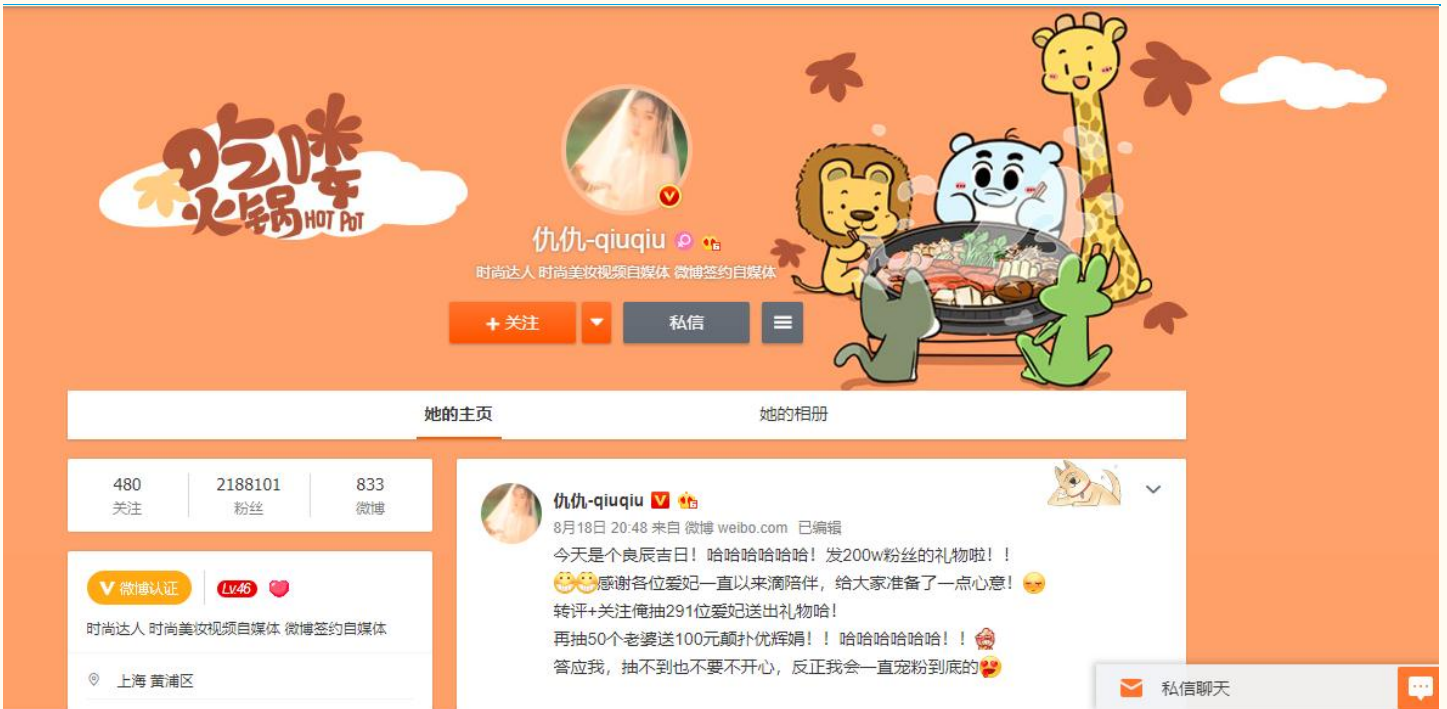 吃喽
火锅 HOT POT
仇仇-qiuqiu
时尚达人 时尚美妆视频自媒体 微博签约自媒体
+关注
私信
她的主页
她的相册
480 2188101 833
关注 粉丝 微博
仇仇-qiuqiu
8月18日 20:48 来自 微博 weibo.com 已编辑
今天是个良辰吉日！哈哈哈哈哈哈！发200w粉丝的礼物啦！！
感谢各位爱妃一直以来滴陪伴，给大家准备了一点心意！
转评+关注俺抽291位爱妃送出礼物哈！
再抽50个老婆送100元颠扑优辉娟！！哈哈哈哈哈哈！！
答应我，抽不到也不要不开心，反正我会一直宠粉到底的
V 微博认证 Lv.46
时尚达人 时尚美妆视频自媒体 微博签约自媒体
上海 黄浦区
私信聊天